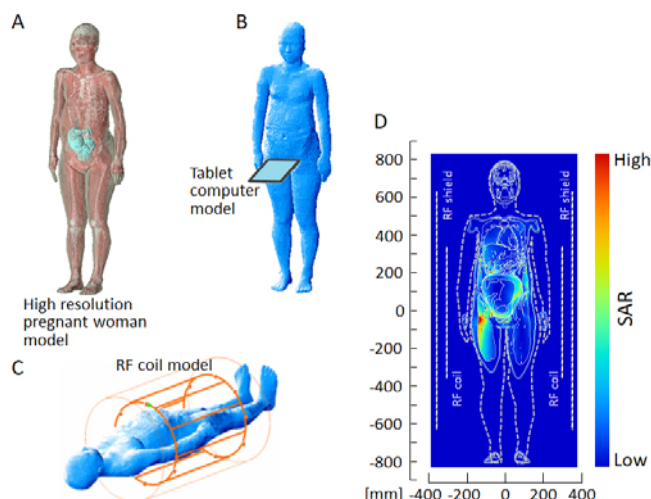 A
B
Tablet
computer
model
High resolution
pregnant woman
model
C
RF coil model
D
800
600
400
200
0
-200
-400
-600
-800
[mm]
-400
-200
0
200
400
RF shield
RF shield
RF coil
RF coil
High
SAR
Low